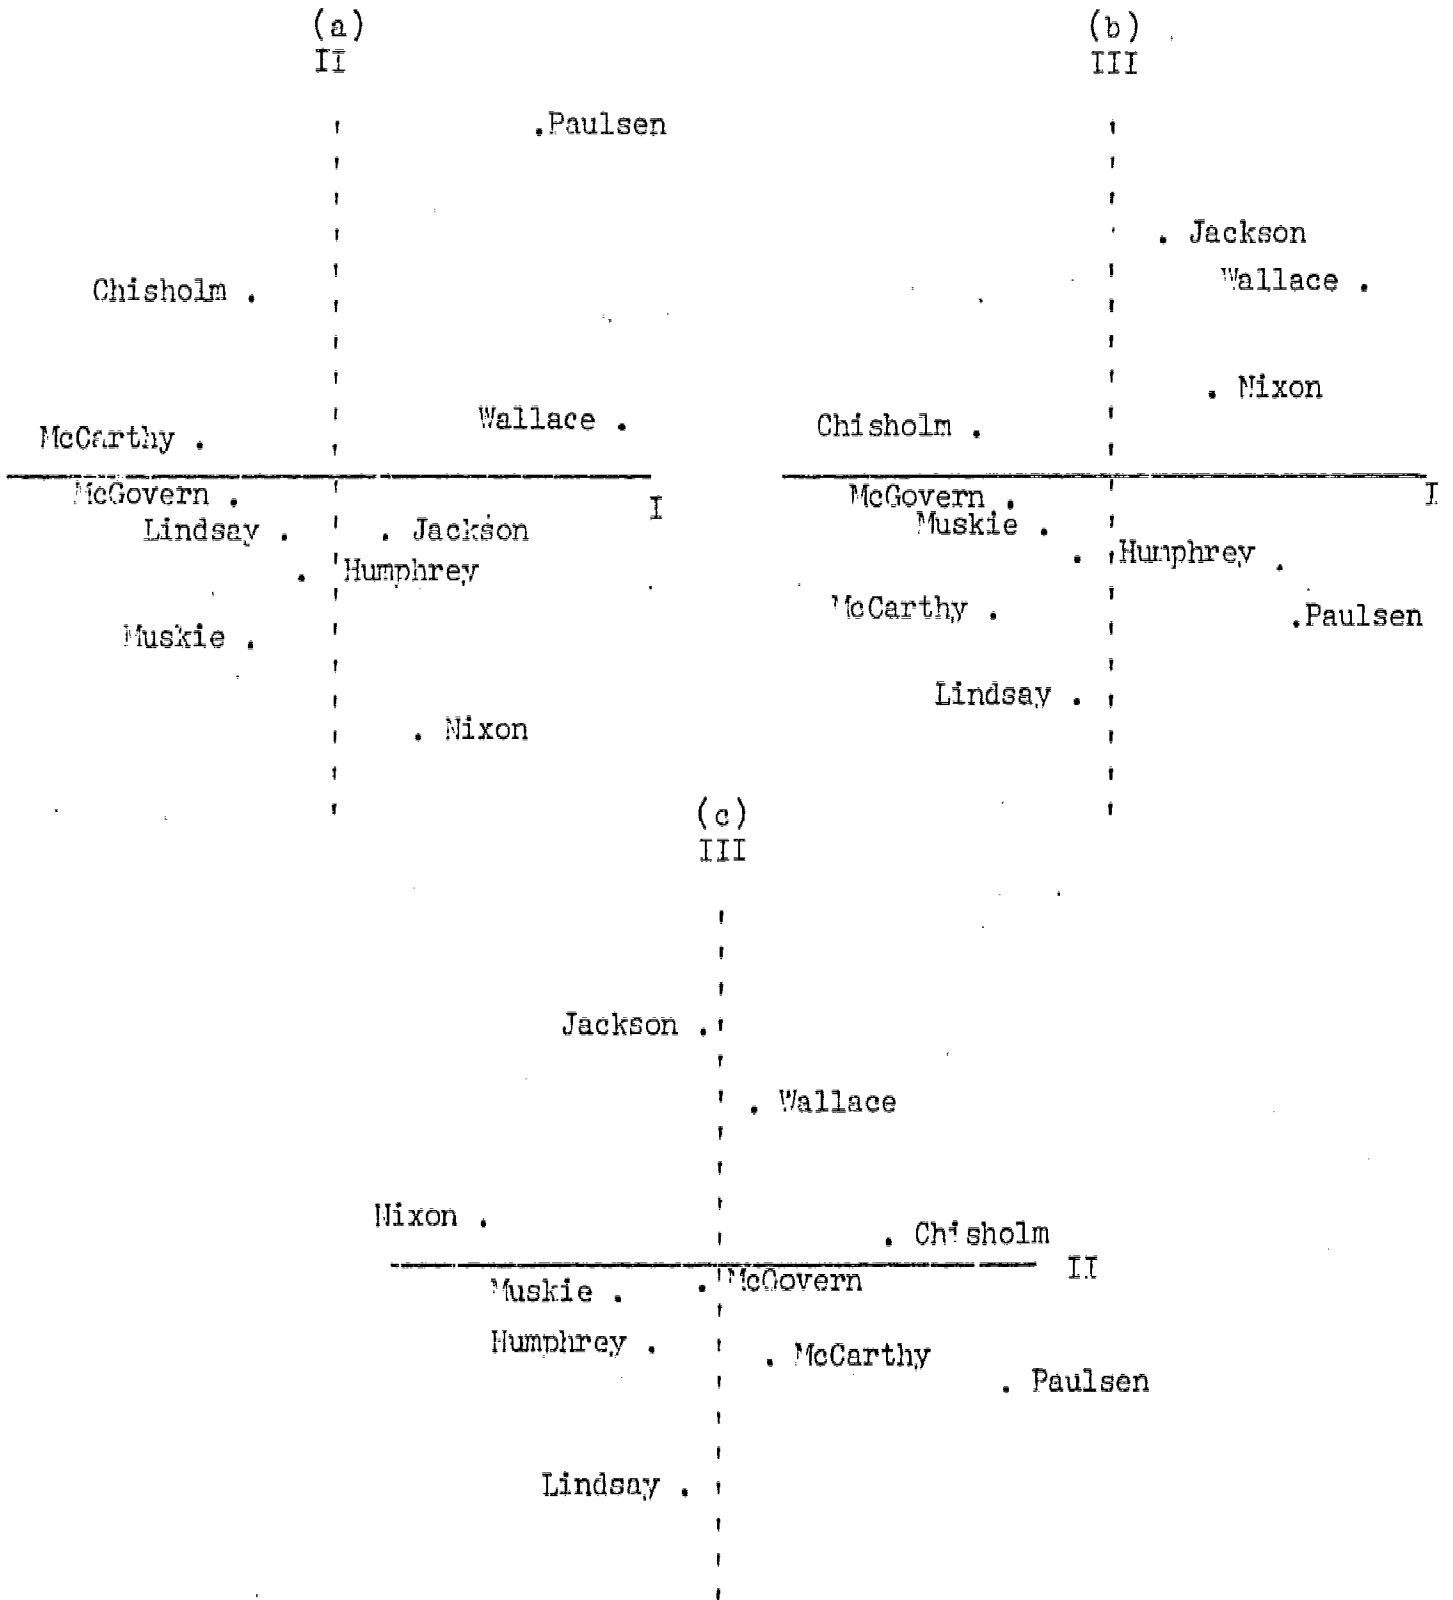 (a)
II
.Paulsen
Chisholm .
Wallace .
McCarthy .
McGovern .
I
Lindsay .
. Jackson
. Humphrey
Muskie .
. Nixon
(b)
III
. Jackson
Wallace .
. Nixon
Chisholm .
McGovern .
I
Muskie .
. Humphrey
McCarthy .
.Paulsen
Lindsay .
(c)
III
Jackson .
. Wallace
Nixon .
. Chisholm
II
. McGovern
Muskie .
Humphrey .
. McCarthy
. Paulsen
Lindsay .